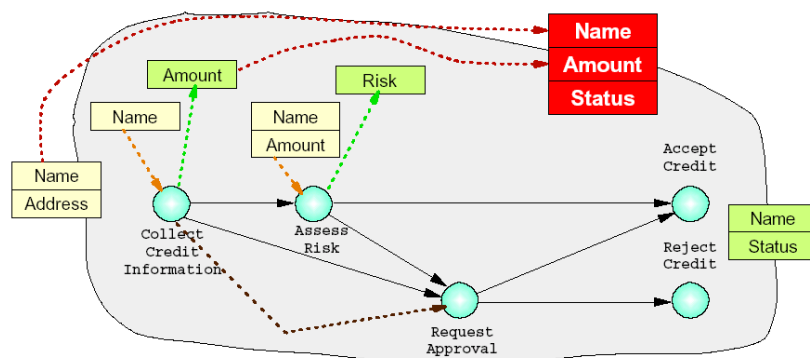 Name
Amount
Status
Amount
Risk
Name
Name
Amount
Name
Address
Accept
Credit
Name
Status
Collect
Credit
Information
Assess
Risk
Reject
Credit
Request
Approval